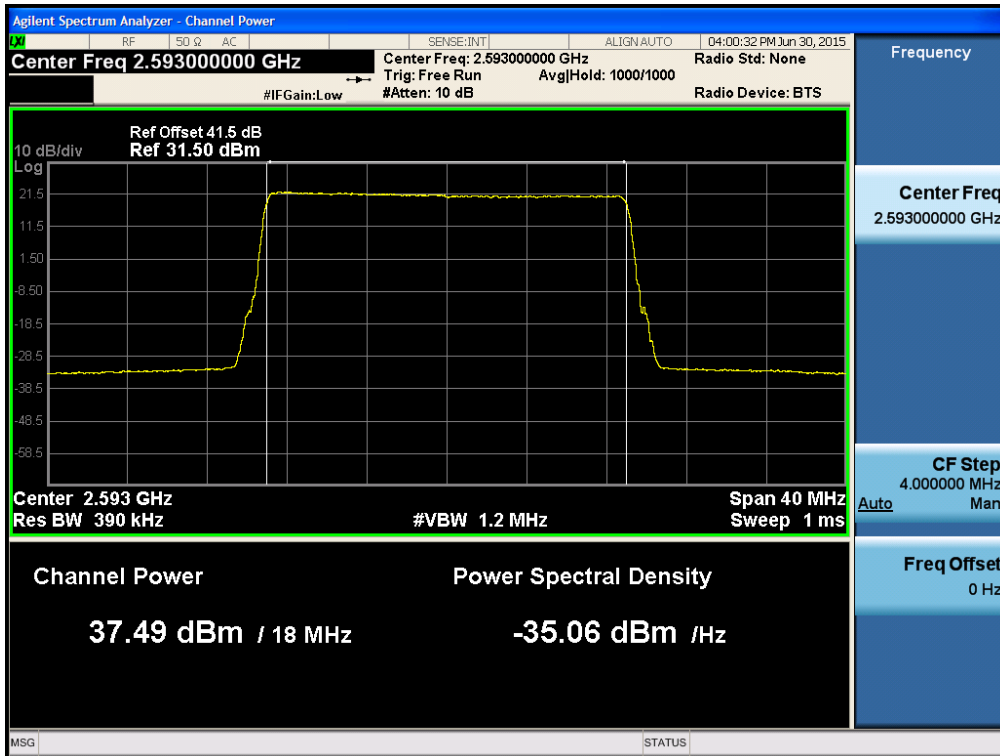 Agilent Spectrum Analyzer - Channel Power
LXI RF 50 Ω AC SENSE:INT ALIGN AUTO 04:00:32 PM Jun 30, 2015
Center Freq 2.593000000 GHz
Center Freq: 2.593000000 GHz Radio Std: None
Trig: Free Run Avg|Hold: 1000/1000
#IFGain:Low #Atten: 10 dB Radio Device: BTS
Frequency
Ref Offset 41.5 dB
10 dB/div Ref 31.50 dBm
Log
21.5
11.5
1.50
-8.50
-18.5
-28.5
-38.5
-48.5
-58.5
Center 2.593 GHz Span 40 MHz
Res BW 390 kHz #VBW 1.2 MHz Sweep 1 ms
Channel Power Power Spectral Density
37.49 dBm / 18 MHz -35.06 dBm /Hz
Center Freq
2.593000000 GHz
CF Step
4.000000 MHz
Auto Man
Freq Offset
0 Hz
MSG STATUS